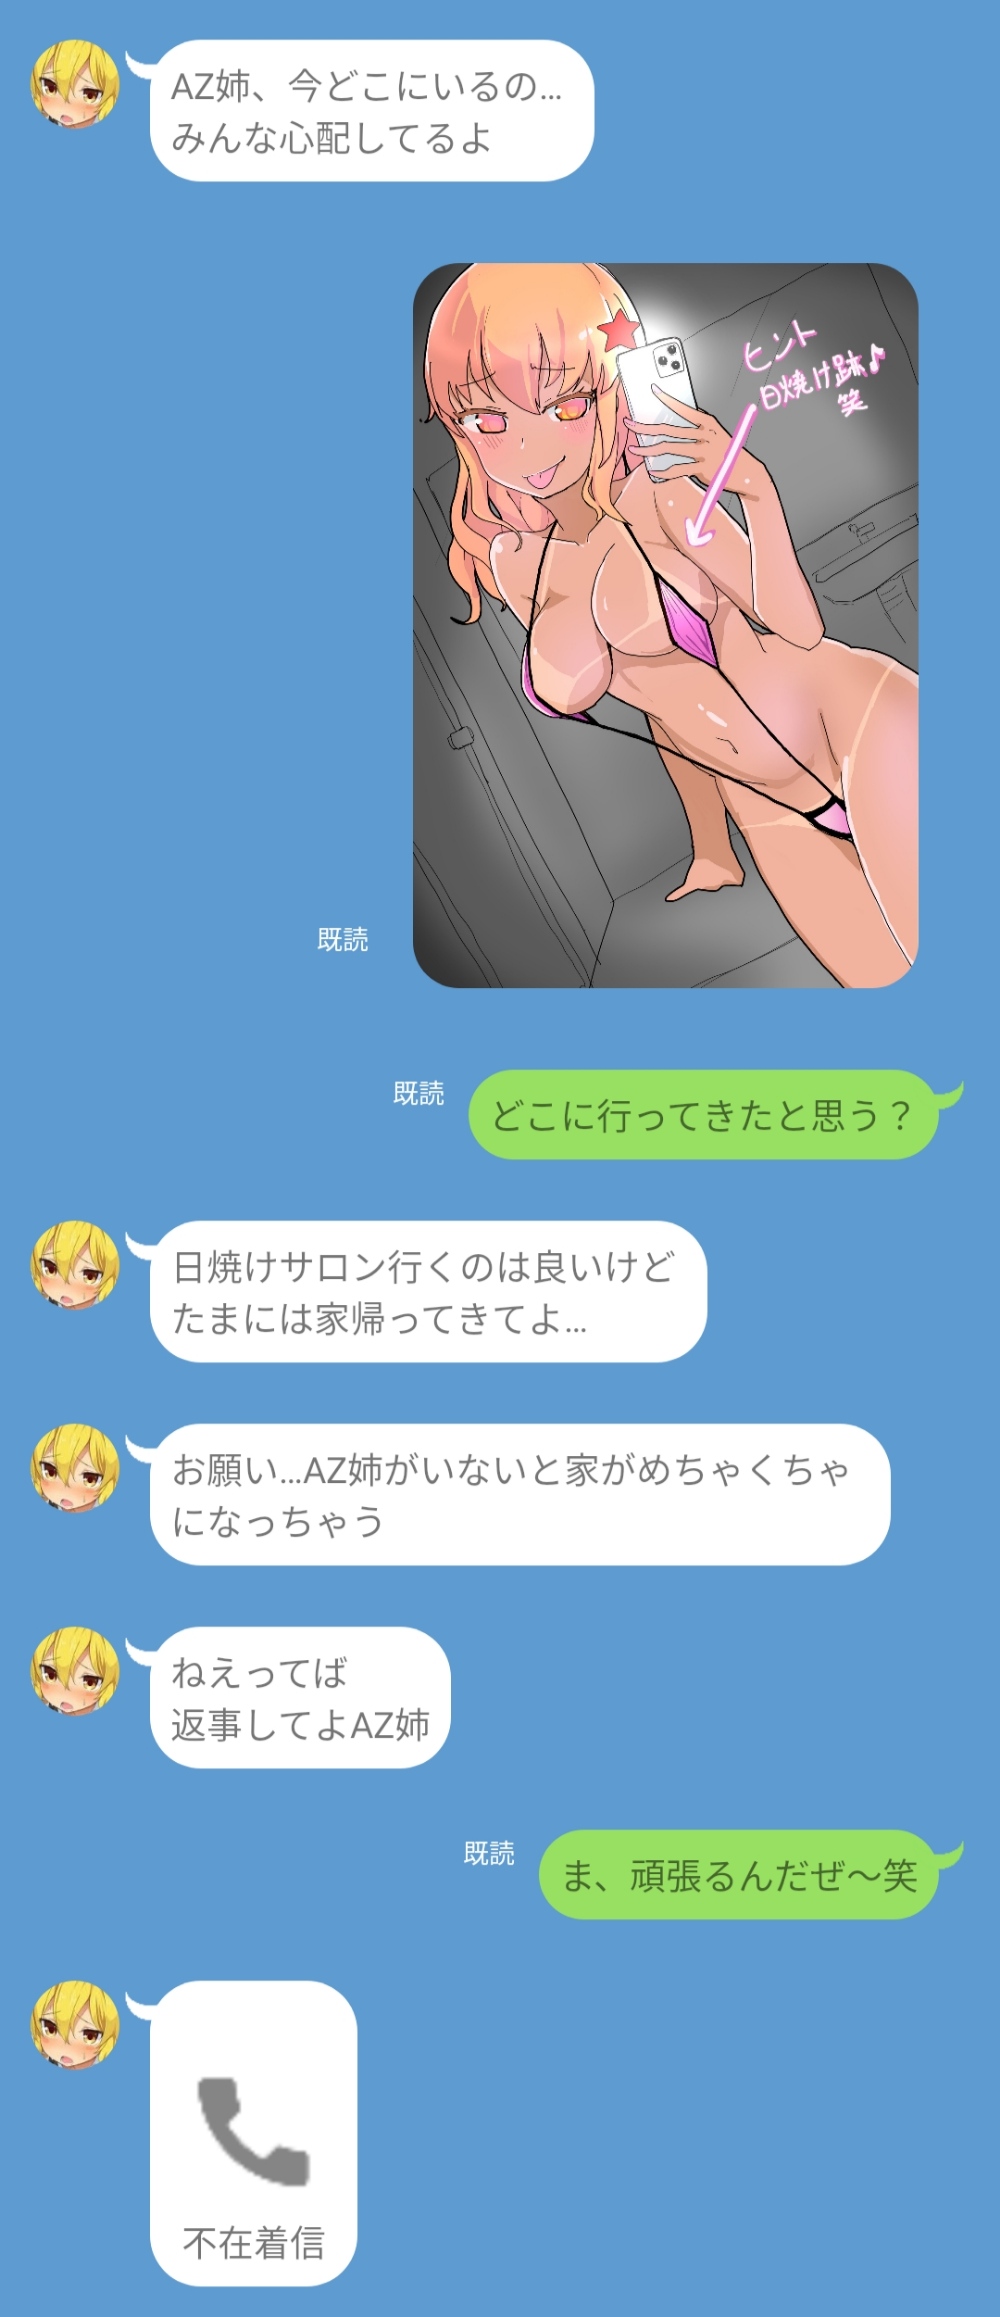 AZ姉、今どこにいるの...
みんな心配してるよ
ヒント
日焼け跡♪
笑
既読
既読
どこに行ってきたと思う？
日焼けサロン行くのは良いけど
たまには家帰ってきてよ...
お願い...AZ姉がいないと家がめちゃくちゃ
になっちゃう
ねえってば
返事してよAZ姉
既読
ま、頑張るんだぜ～笑
不在着信